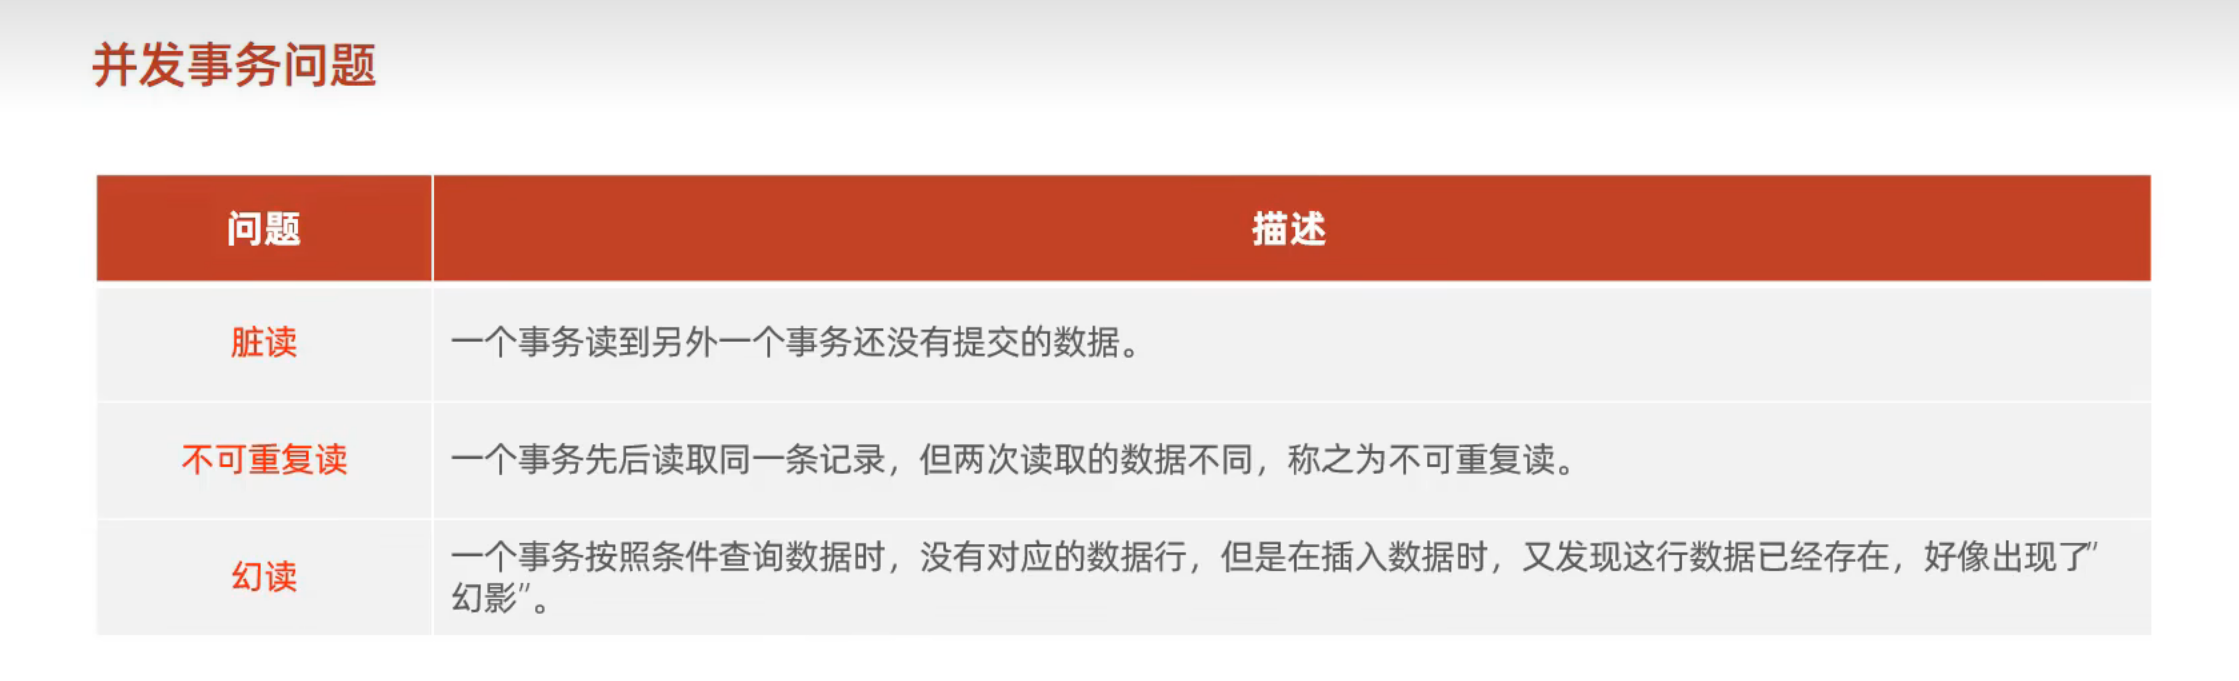 并发事务问题
问题
描述
脏读
一个事务读到另外一个事务还没有提交的数据。
不可重复读
一个事务先后读取同一条记录，但两次读取的数据不同，称之为不可重复读。
幻读
一个事务按照条件查询数据时，没有对应的数据行，但是在插入数据时，又发现这行数据已经存在，好像出现了”
幻影”。